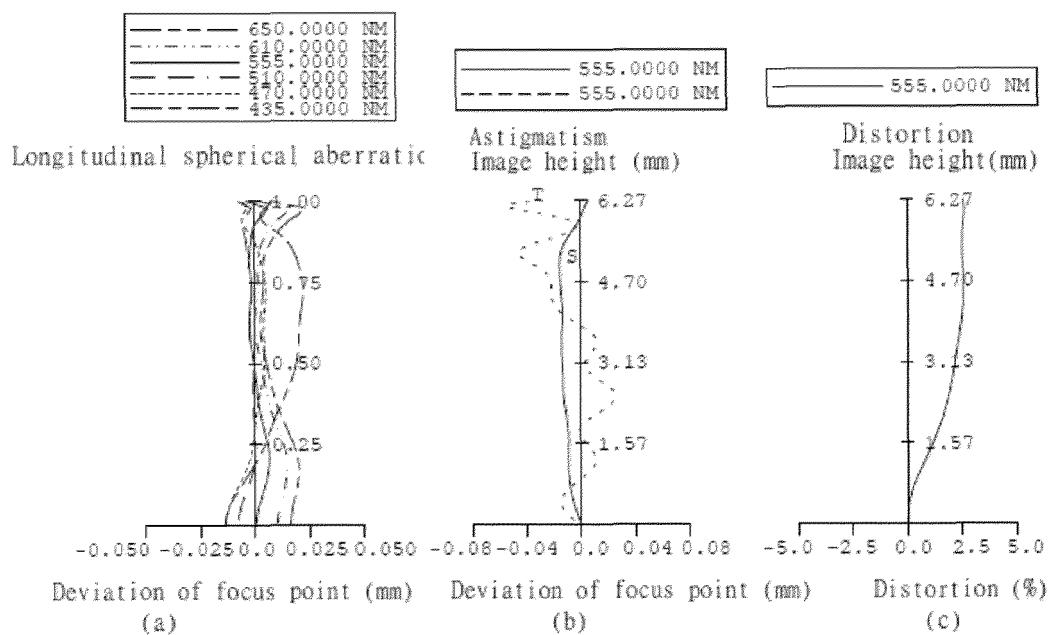 650.0000 NM
610.0000 NM
555.0000 NM
510.0000 NM
470.0000 NM
435.0000 NM
Longitudinal spherical aberratic
1.00
0.75
0.50
0.25
-0.050 -0.025 0.0 0.025 0.050
Deviation of focus point (mm)
(a)
555.0000 NM
555.0000 NM
Astigmatism
Image height (mm)
T
6.27
S
4.70
3.13
1.57
-0.08 -0.04 0.0 0.04 0.08
Deviation of focus point (mm)
(b)
555.0000 NM
Distortion
Image height(mm)
6.27
4.70
3.13
1.57
-5.0 -2.5 0.0 2.5 5.0
Distortion (%)
(c)